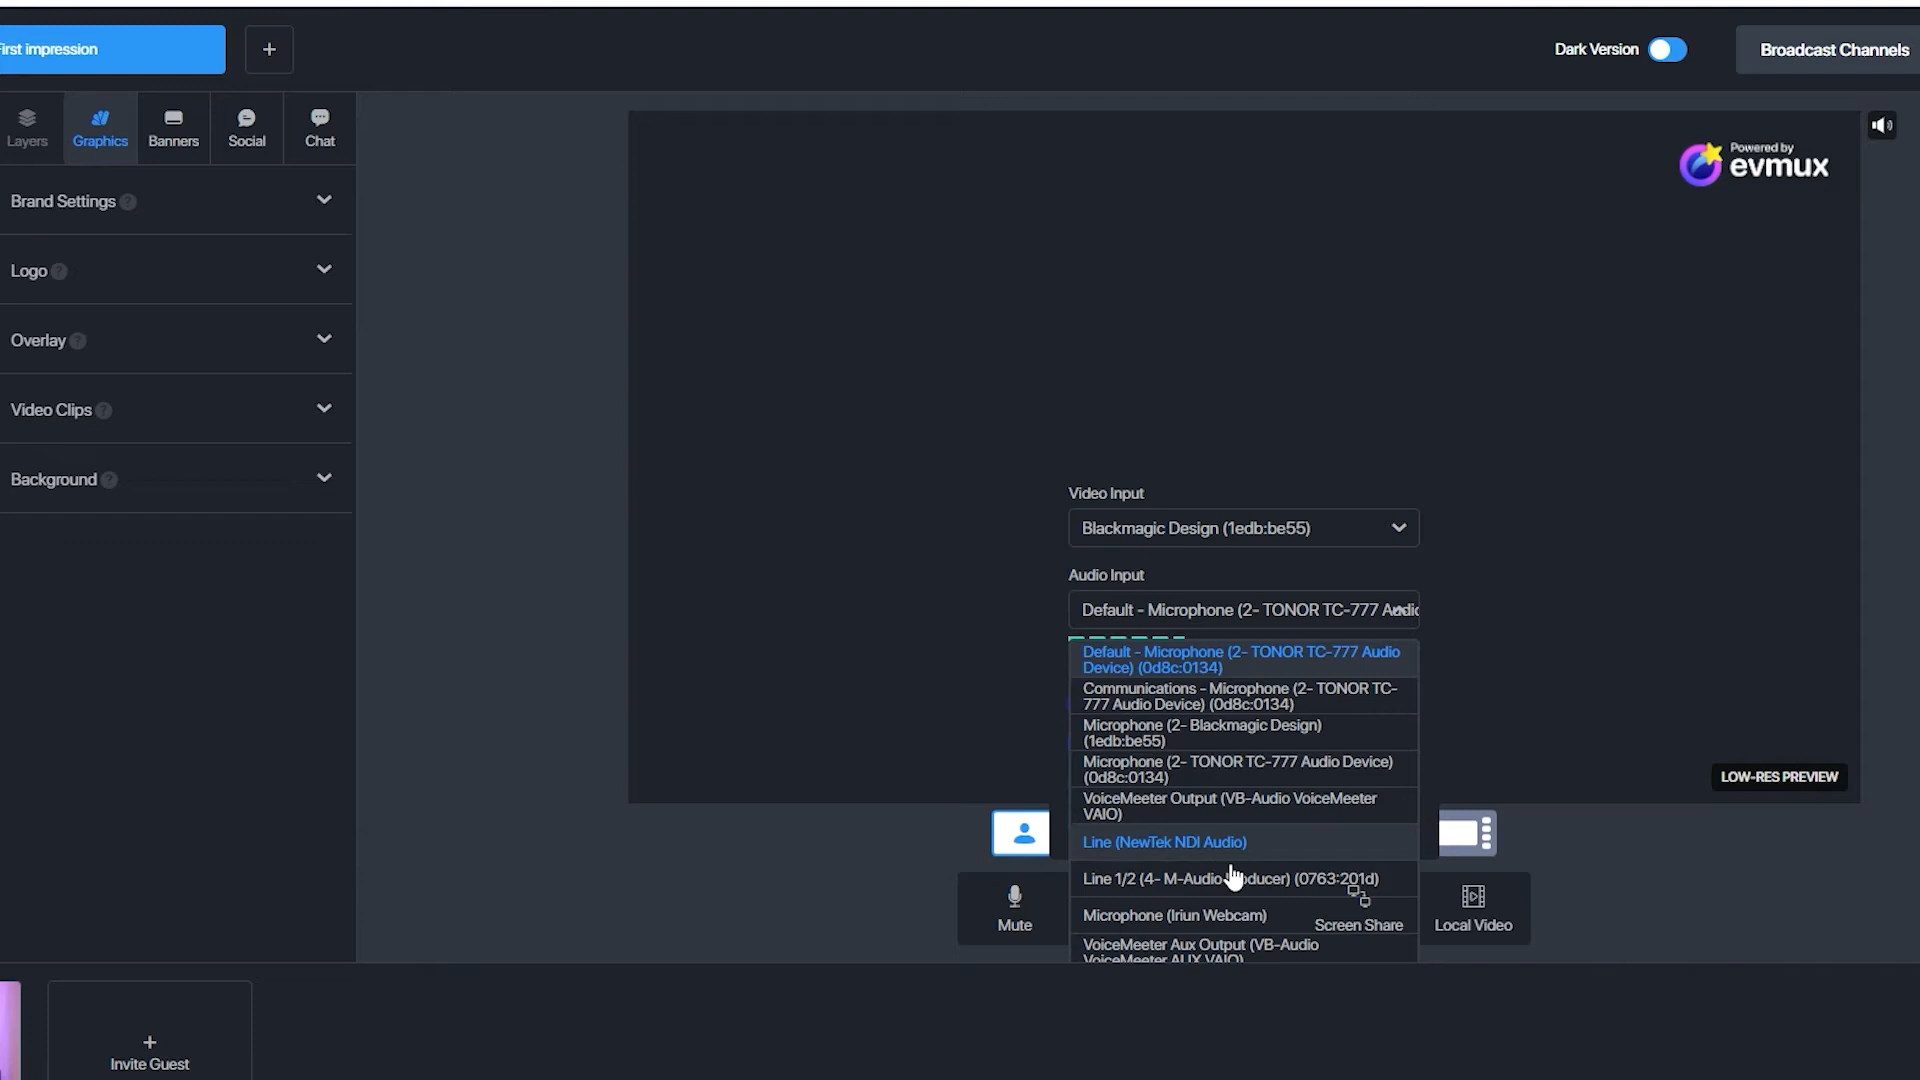 First impression
+
Dark Version
Broadcast Channels
Layers
Graphics
Banners
Social
Chat
Powered by
evmux
Brand Settings ?
Logo ?
Overlay ?
Video Clips ?
Background ?
Video Input
Blackmagic Design (1edb:be55)
Audio Input
Default - Microphone (2- TONOR TC-777 Audio
Default - Microphone (2- TONOR TC-777 Audio
Device) (0d8c:0134)
Communications - Microphone (2- TONOR TC-
777 Audio Device) (0d8c:0134)
Microphone (2- Blackmagic Design)
(1edb:be55)
Microphone (2- TONOR TC-777 Audio Device)
(0d8c:0134)
VoiceMeeter Output (VB-Audio VoiceMeeter
VAIO)
Line (NewTek NDI Audio)
Line 1/2 (4- M-Audio Producer) (0763:201d)
Microphone (Iriun Webcam)
VoiceMeeter Aux Output (VB-Audio
VoiceMeeter AUX VAIO)
LOW-RES PREVIEW
Mute
Screen Share
Local Video
+
Invite Guest